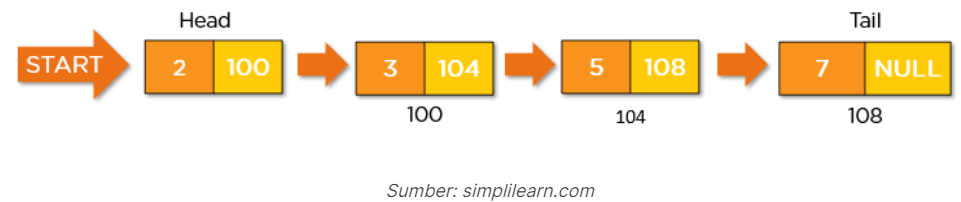 Head Tail
START 2 100 3 104 5 108 7 NULL
100 104 108
Sumber: simplilearn.com